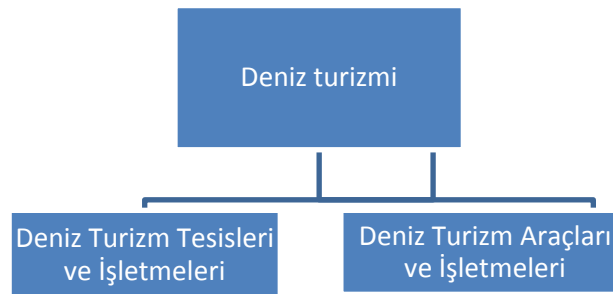 Deniz turizmi
Deniz Turizm Tesisleri
ve İşletmeleri
Deniz Turizm Araçları
ve İşletmeleri